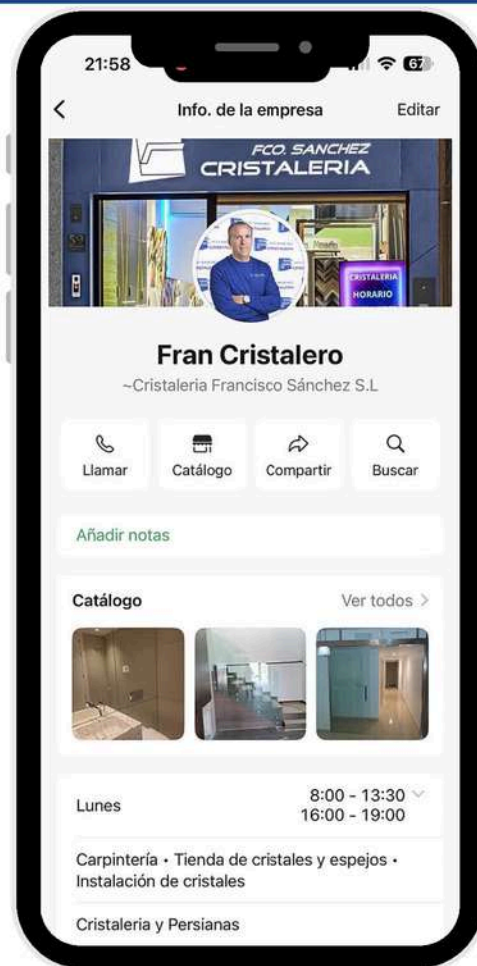 21:58
67
Info. de la empresa
Editar
FCO. SANCHEZ
CRISTALERIA
CRISTALERIA
HORARIO
Fran Cristalero
~Cristaleria Francisco Sánchez S.L
Llamar
Catálogo
Compartir
Buscar
Añadir notas
Catálogo
Ver todos
Lunes
8:00 - 13:30
16:00 - 19:00
Carpintería • Tienda de cristales y espejos •
Instalación de cristales
Cristaleria y Persianas